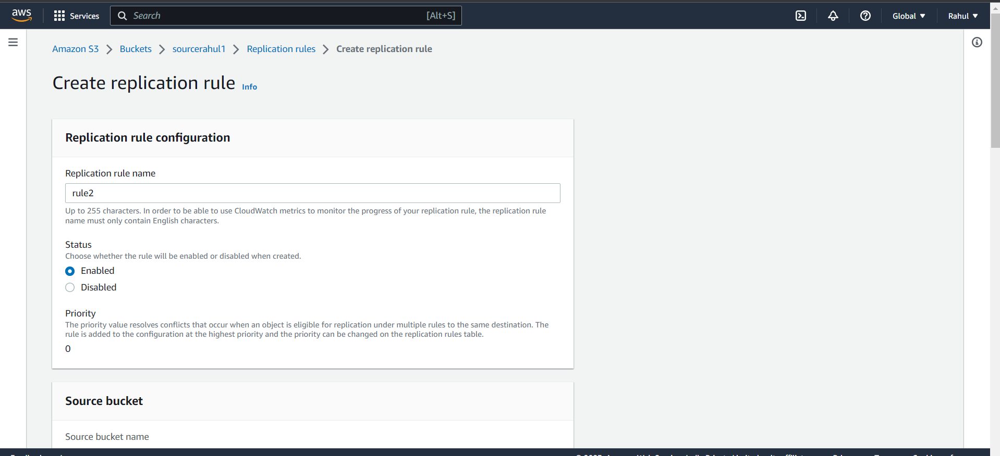 aws
Services
Search
[Alt+S]
Global
Rahul
Amazon S3
Buckets
sourcerahul1
Replication rules
Create replication rule
Create replication rule
Info
Replication rule configuration
Replication rule name
rule2
Up to 255 characters. In order to be able to use CloudWatch metrics to monitor the progress of your replication rule, the replication rule
name must only contain English characters.
Status
Choose whether the rule will be enabled or disabled when created.
Enabled
Disabled
Priority
The priority value resolves conflicts that occur when an object is eligible for replication under multiple rules to the same destination. The
rule is added to the configuration at the highest priority and the priority can be changed on the replication rules table.
0
Source bucket
Source bucket name